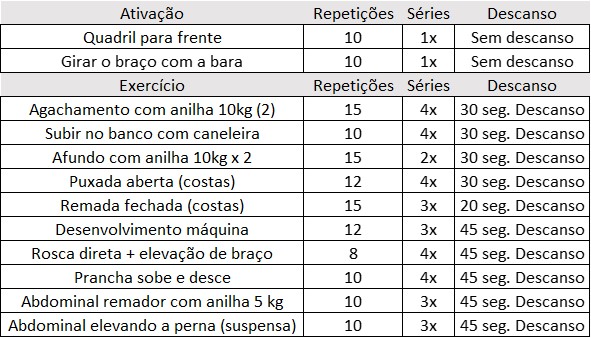 Ativação Repetições Séries Descanso
Quadril para frente 10 1x Sem descanso
Girar o braço com a bara 10 1x Sem descanso
Exercício Repetições Séries Descanso
Agachamento com anilha 10kg (2) 15 4x 30 seg. Descanso
Subir no banco com caneleira 10 4x 30 seg. Descanso
Afundo com anilha 10kg x 2 15 2x 30 seg. Descanso
Puxada aberta (costas) 12 4x 30 seg. Descanso
Remada fechada (costas) 15 3x 20 seg. Descanso
Desenvolvimento máquina 12 3x 45 seg. Descanso
Rosca direta + elevação de braço 8 4x 45 seg. Descanso
Prancha sobe e desce 10 4x 45 seg. Descanso
Abdominal remador com anilha 5 kg 10 3x 45 seg. Descanso
Abdominal elevando a perna (suspensa) 10 3x 45 seg. Descanso